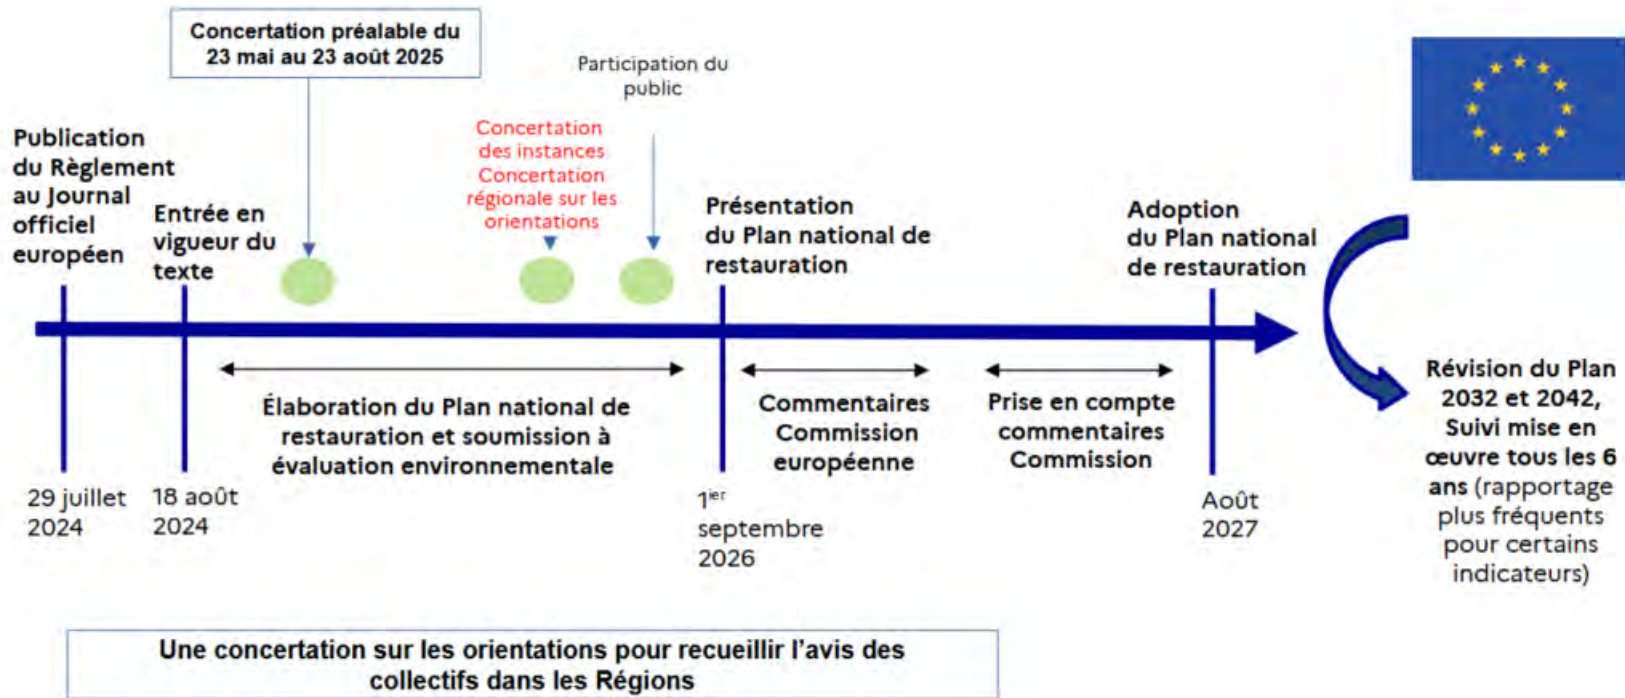 Concertation préalable du
23 mai au 23 août 2025
Participation du
public
Publication
du Règlement
au Journal
officiel
européen
Entrée en
vigueur du
texte
Concertation
des instances
Concertation
régionale sur les
orientations
Présentation
du Plan national de
restauration
Adoption
du Plan national
de restauration
Élaboration du Plan national de
restauration et soumission à
évaluation environnementale
Commentaires
Commission
européenne
Prise en compte
commentaires
Commission
Révision du Plan
2032 et 2042,
Suivi mise en
œuvre tous les 6
ans (rapportage
plus fréquents
pour certains
indicateurs)
29 juillet
2024
18 août
2024
1ier
septembre
2026
Août
2027
Une concertation sur les orientations pour recueillir l’avis des
collectifs dans les Régions